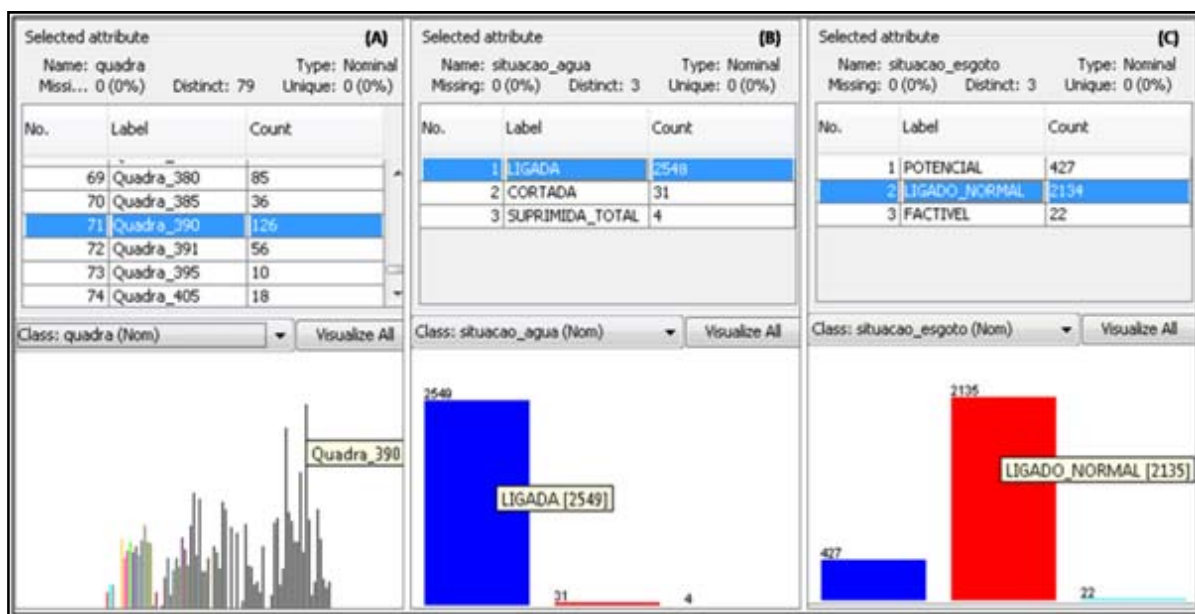 Selected attribute (A)
Name: quadra Type: Nominal
Missi... 0 (0%) Distinct: 79 Unique: 0 (0%)
No. Label Count
69 Quadra_380 85
70 Quadra_385 36
71 Quadra_390 126
72 Quadra_391 56
73 Quadra_395 10
74 Quadra_405 18
Class: quadra (Nom) Visualize All
Quadra_390
Selected attribute (B)
Name: situacao_agua Type: Nominal
Missing: 0 (0%) Distinct: 3 Unique: 0 (0%)
No. Label Count
1 LIGADA 2548
2 CORTADA 31
3 SUPRIMIDA_TOTAL 4
Class: situacao_agua (Nom) Visualize All
2549
LIGADA [2549]
31
4
Selected attribute (C)
Name: situacao_esgoto Type: Nominal
Missing: 0 (0%) Distinct: 3 Unique: 0 (0%)
No. Label Count
1 POTENCIAL 427
2 LIGADO_NORMAL 2134
3 FACTIVEL 22
Class: situacao_esgoto (Nom) Visualize All
2135
LIGADO_NORMAL [2135]
427
22